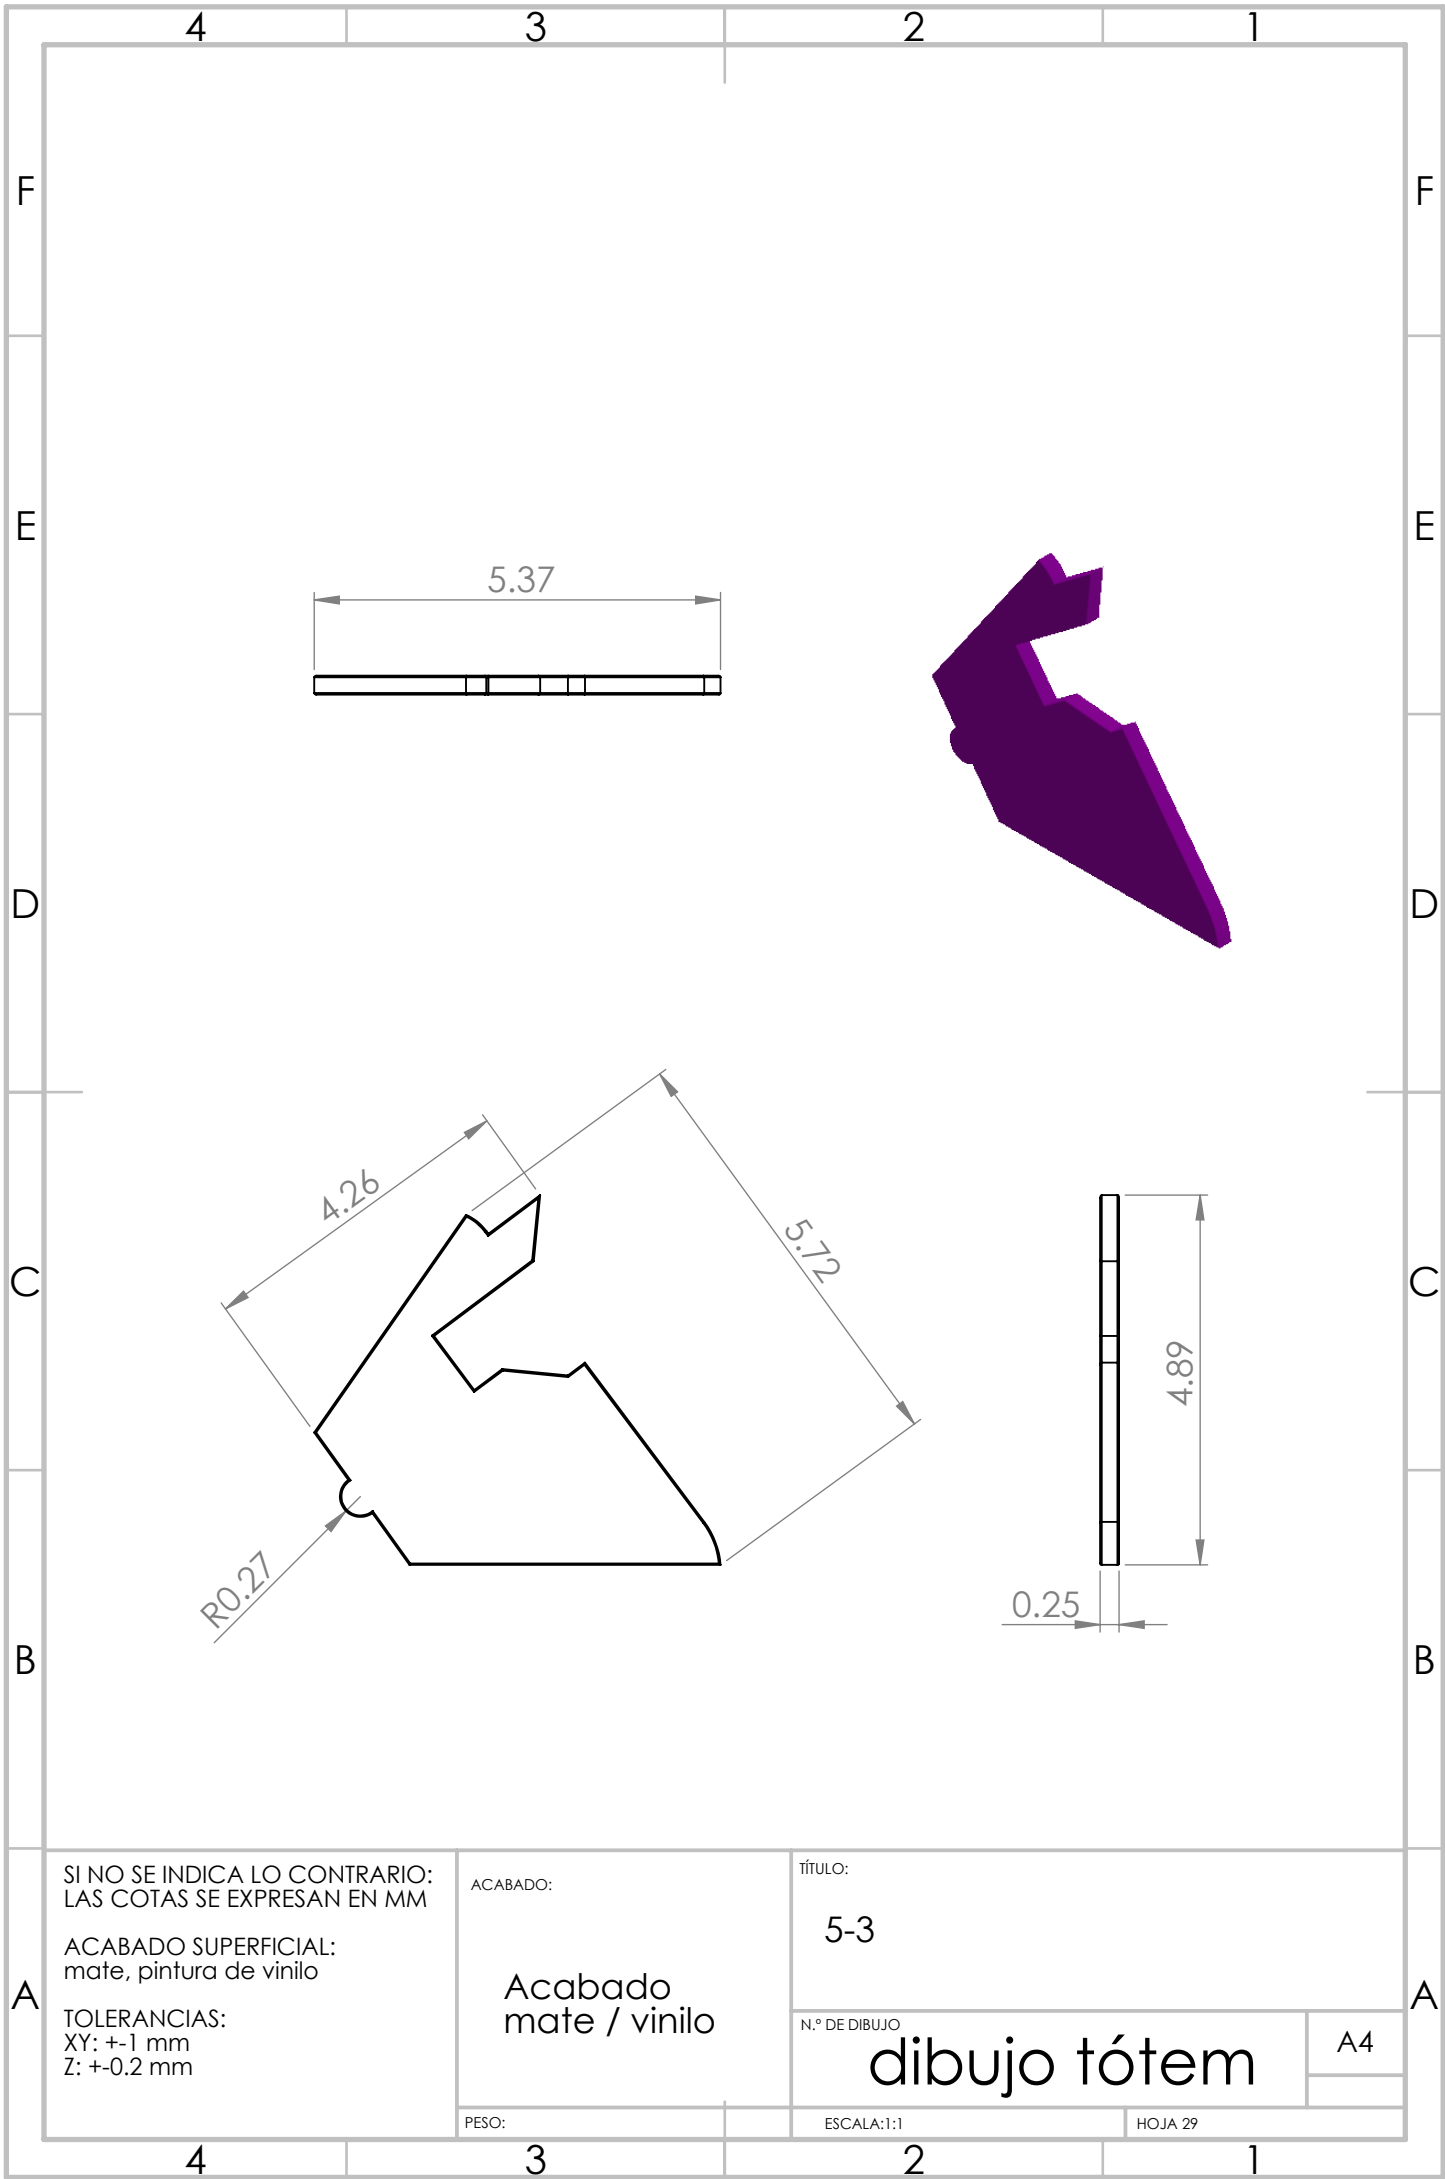 4 3 2 1
F F
E E
5.37
D D
4.26
5.72
C C
4.89
R0.27
0.25
B B
SI NO SE INDICA LO CONTRARIO:
LAS COTAS SE EXPRESAN EN MM
ACABADO SUPERFICIAL:
mate, pintura de vinilo
TOLERANCIAS:
XY: +-1 mm
Z: +-0.2 mm
ACABADO:
Acabado
mate / vinilo
PESO:
TÍTULO:
5-3
N.º DE DIBUJO
dibujo tótem
A4
ESCALA:1:1
HOJA 29
A A
4 3 2 1